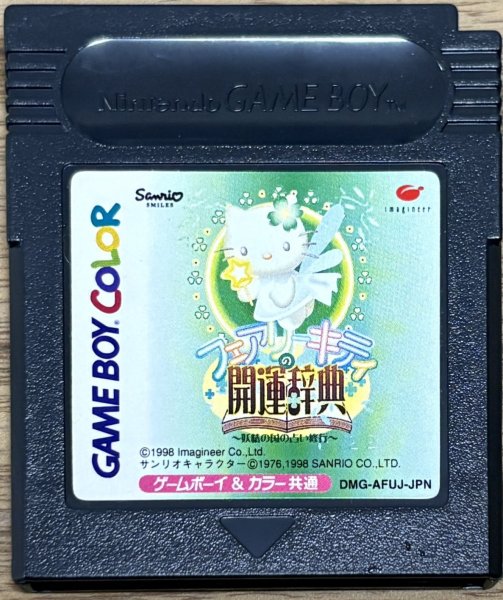 Nintendo GAME BOY TM
GAME BOY COLOR
Sanrio
SMILES
imagineer
フェアリーキティ
の
開運辞典
～妖精の国の占い修行～
©1998 Imagineer Co.,Ltd.
サンリオキャラクター©1976,1998 SANRIO CO.,LTD.
ゲームボーイ & カラー共通
DMG-AFUJ-JPN